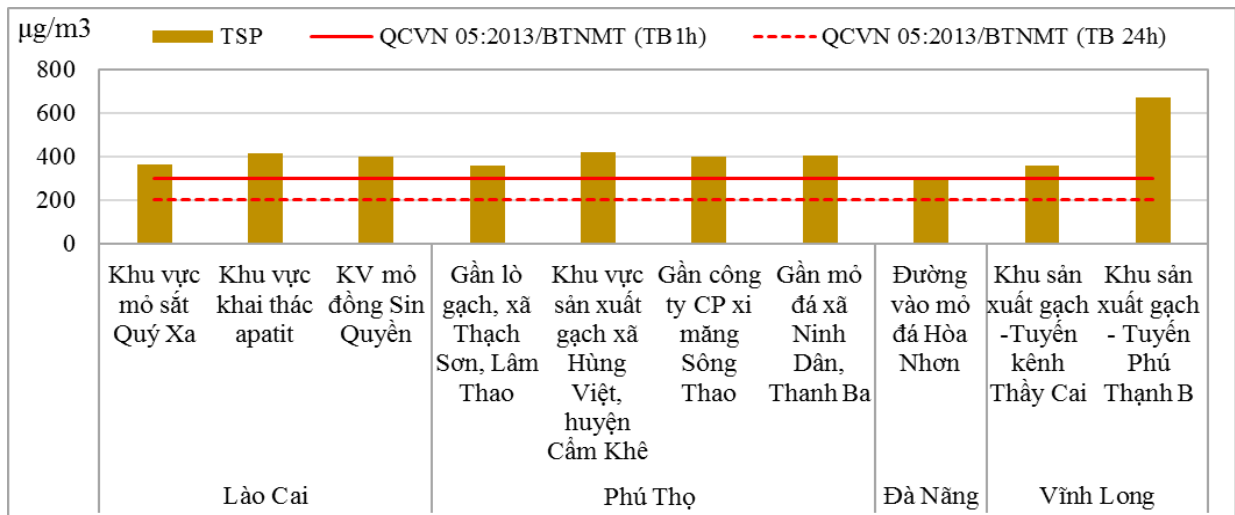 µg/m3
TSP
QCVN 05:2013/BTNMT (TB1h)
QCVN 05:2013/BTNMT (TB 24h)
800
600
400
200
0
Khu vực
mỏ sắt
Quý Xa
Khu vực
khai thác
apatit
KV mỏ
đồng Sin
Quyền
Gần lò
gạch, xã
Thạch
Sơn, Lâm
Thao
Khu vực
sản xuất
gạch xã
Hùng
Việt,
huyện
Cẩm Khê
Gần công
ty CP xi
măng
Sông
Thao
Gần mỏ
đá xã
Ninh
Dân,
Thanh Ba
Đường
vào mỏ
đá Hòa
Nhơn
Khu sản
xuất gạch
-Tuyến
kênh
Thầy Cai
Khu sản
xuất gạch
- Tuyến
Phú
Thạnh B
Lào Cai
Phú Thọ
Đà Nẵng
Vĩnh Long